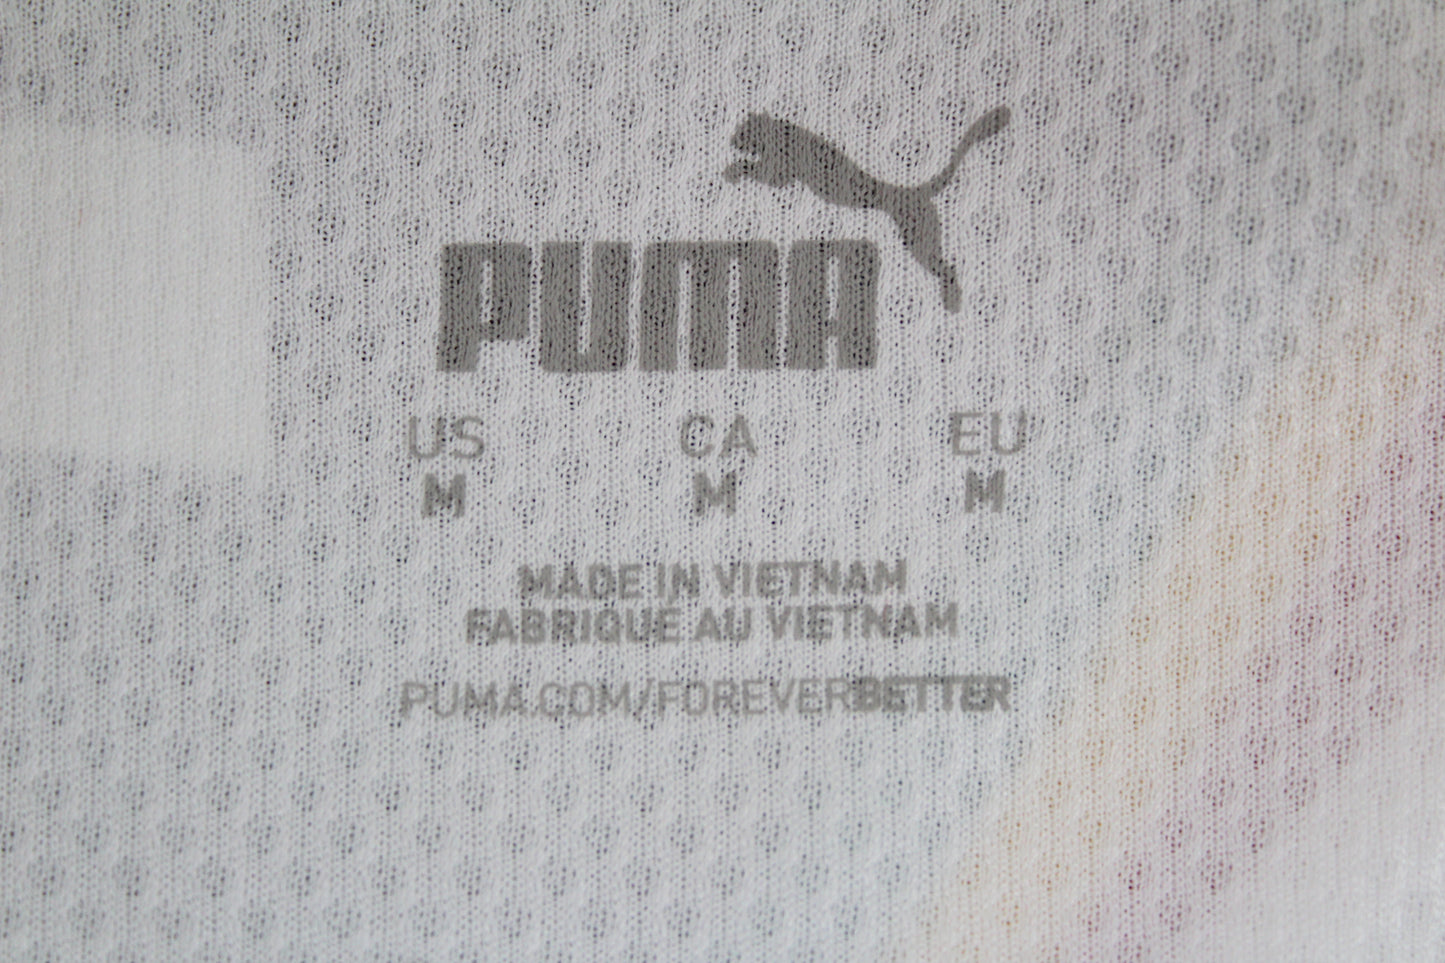 PUMA
US CA EU
M M M
MADE IN VIETNAM
FABRIQUE AU VIETNAM
PUMA.COM/FOREVERBETTER